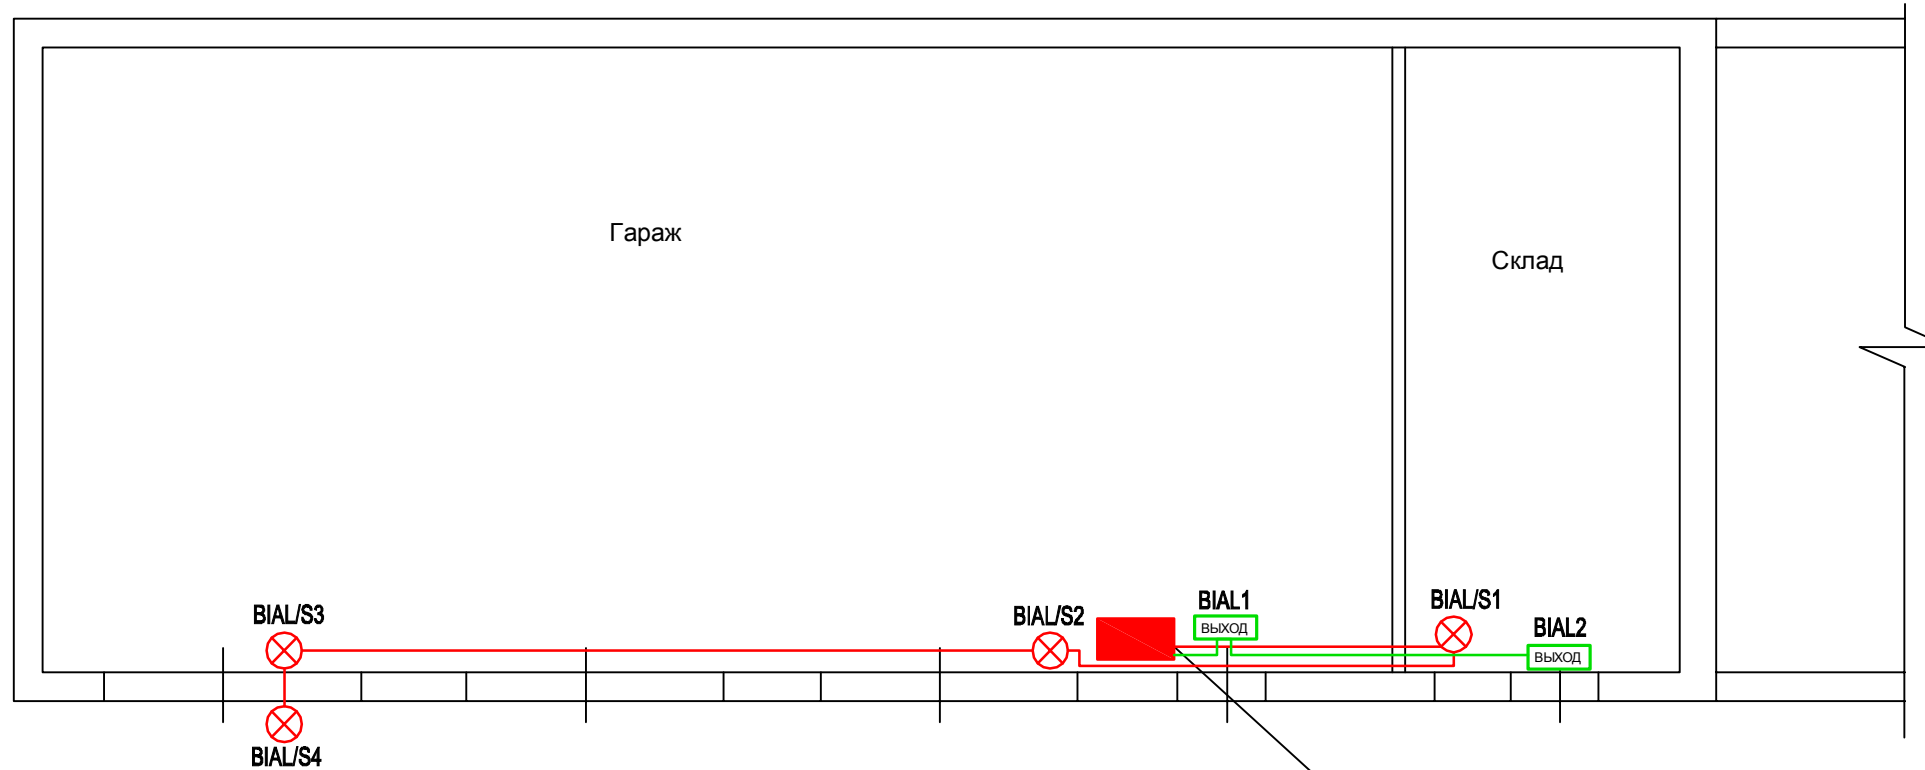 Гараж
Склад
BIAL/S3
BIAL/S2
BIAL1
ВЫХОД
BIAL/S1
BIAL2
ВЫХОД
BIAL/S4